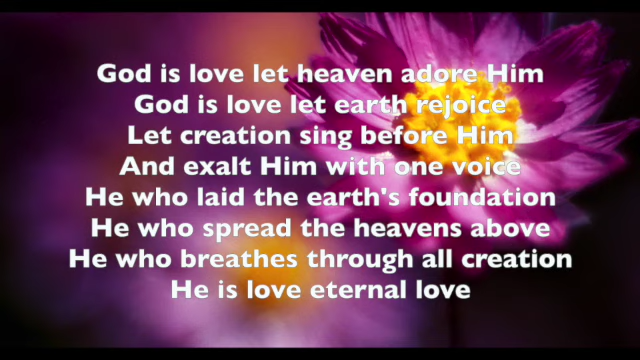 God is love let heaven adore Him
God is love let earth rejoice
Let creation sing before Him
And exalt Him with one voice
He who laid the earth's foundation
He who spread the heavens above
He who breathes through all creation
He is love eternal love